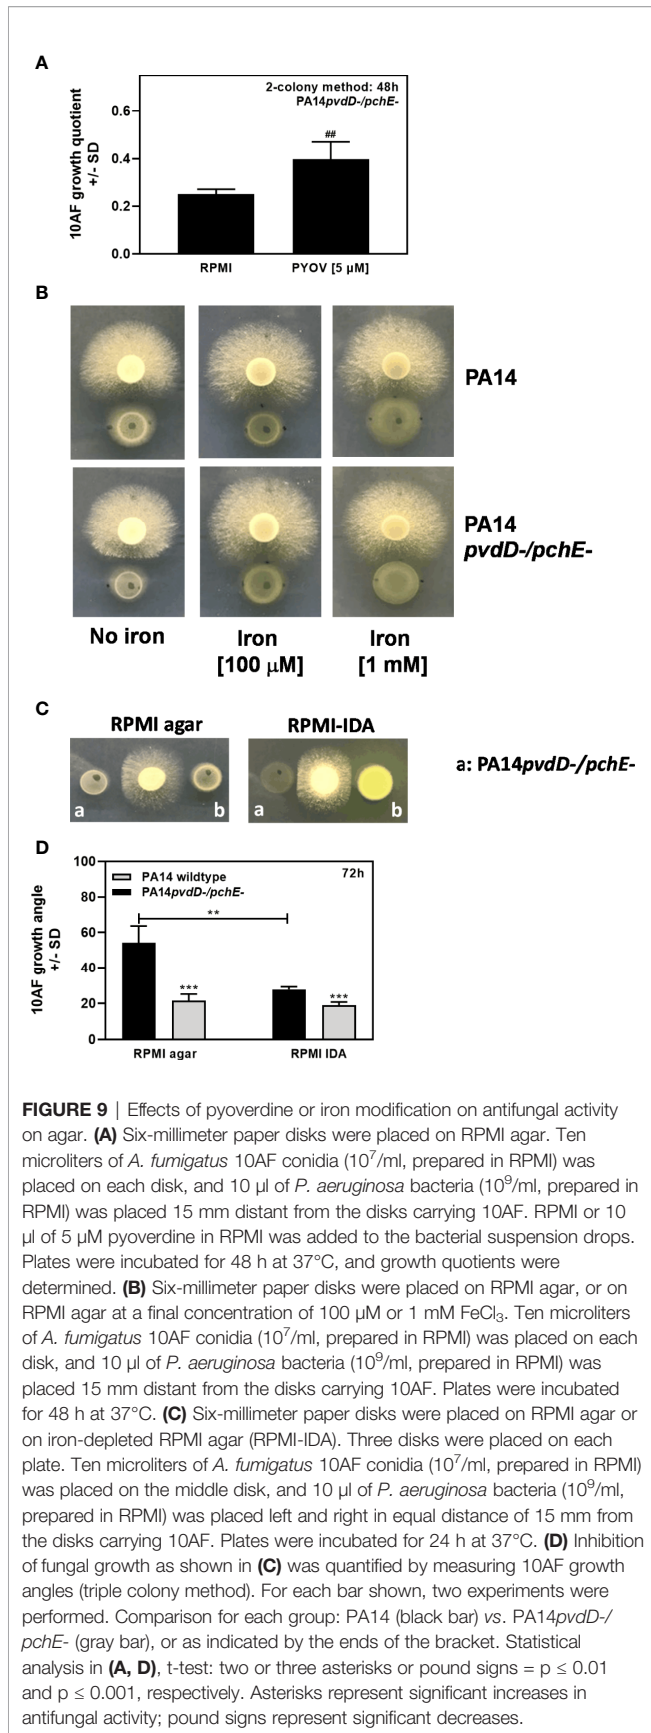 A
10AF growth quotient
+/- SD
2-colony method: 48h
PA14pvdD-/pchE-
##
0.6
0.4
0.2
0.0
RPMI
PYOV [5 µM]
B
PA14
PA14
pvdD-/pchE-
No iron
Iron
[100 µM]
Iron
[1 mM]
C
RPMI agar
RPMI-IDA
a
b
a
b
a: PA14pvdD-/pchE-
D
10AF growth angle
+/- SD
100
80
60
40
20
0
PA14 wildtype
PA14pvdD-/pchE-
72h
**
***
***
RPMI agar
RPMI IDA
FIGURE 9 | Effects of pyoverdine or iron modification on antifungal activity
on agar. (A) Six-millimeter paper disks were placed on RPMI agar. Ten
microliters of A. fumigatus 10AF conidia (10⁷/ml, prepared in RPMI) was
placed on each disk, and 10 µl of P. aeruginosa bacteria (10⁹/ml, prepared in
RPMI) was placed 15 mm distant from the disks carrying 10AF. RPMI or 10
µl of 5 µM pyoverdine in RPMI was added to the bacterial suspension drops.
Plates were incubated for 48 h at 37°C, and growth quotients were
determined. (B) Six-millimeter paper disks were placed on RPMI agar, or on
RPMI agar at a final concentration of 100 µM or 1 mM FeCl₃. Ten microliters
of A. fumigatus 10AF conidia (10⁷/ml, prepared in RPMI) was placed on each
disk, and 10 µl of P. aeruginosa bacteria (10⁹/ml, prepared in RPMI) was
placed 15 mm distant from the disks carrying 10AF. Plates were incubated
for 48 h at 37°C. (C) Six-millimeter paper disks were placed on RPMI agar or
on iron-depleted RPMI agar (RPMI-IDA). Three disks were placed on each
plate. Ten microliters of A. fumigatus 10AF conidia (10⁷/ml, prepared in RPMI)
was placed on the middle disk, and 10 µl of P. aeruginosa bacteria (10⁹/ml,
prepared in RPMI) was placed left and right in equal distance of 15 mm from
the disks carrying 10AF. Plates were incubated for 24 h at 37°C. (D) Inhibition
of fungal growth as shown in (C) was quantified by measuring 10AF growth
angles (triple colony method). For each bar shown, two experiments were
performed. Comparison for each group: PA14 (black bar) vs. PA14pvdD-/
pchE- (gray bar), or as indicated by the ends of the bracket. Statistical
analysis in (A, D), t-test: two or three asterisks or pound signs = p ≤ 0.01
and p ≤ 0.001, respectively. Asterisks represent significant increases in
antifungal activity; pound signs represent significant decreases.